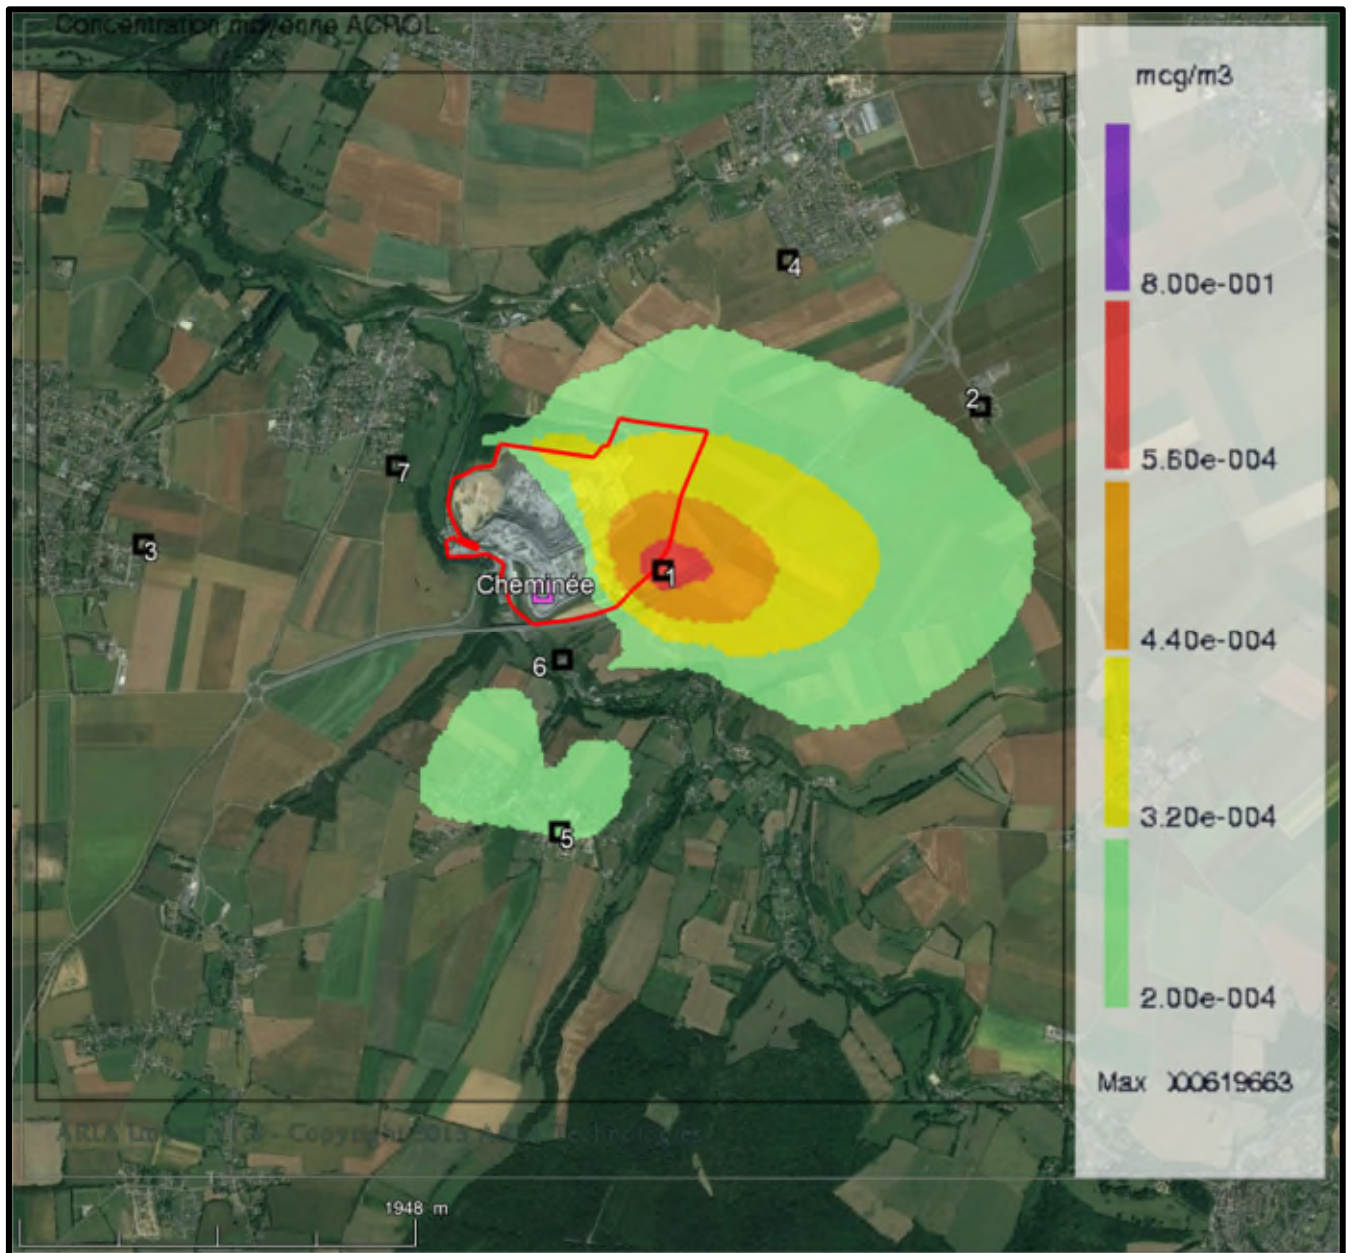 Concentration moyenne ACROL
mcg/m3
8.00e-001
4
2
5.60e-004
7
3
1
Cheminée
4.40e-004
6
3.20e-004
5
2.00e-004
Max
- Copyright
1948 m